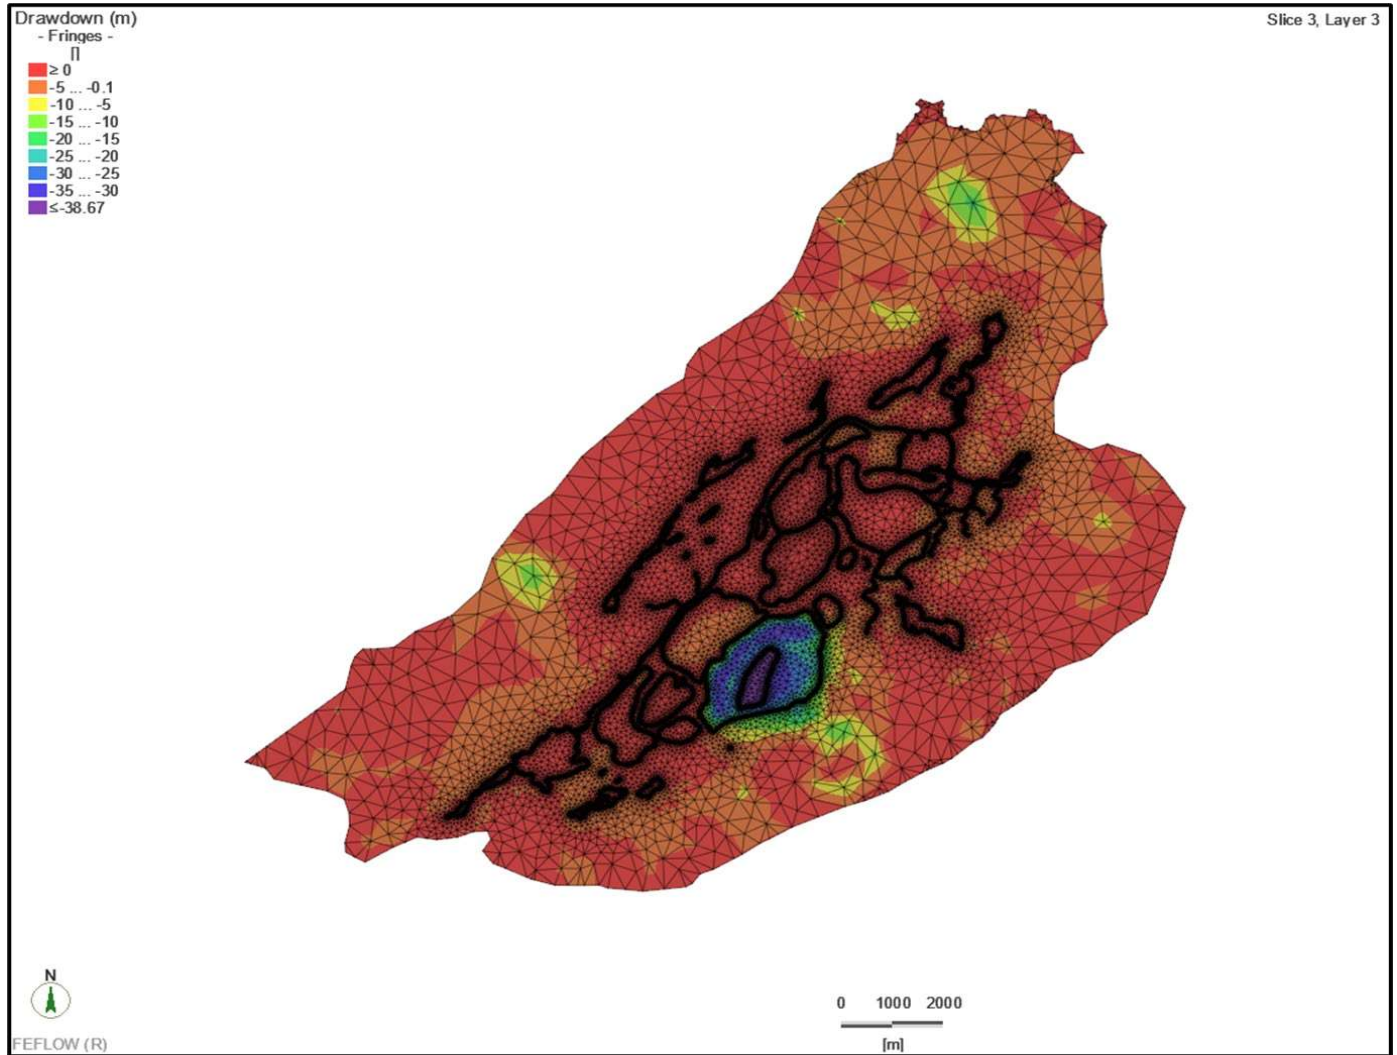 Drawdown (m)
- Fringes -
[]
≥ 0
-5 ... -0.1
-10 ... -5
-15 ... -10
-20 ... -15
-25 ... -20
-30 ... -25
-35 ... -30
≤-38.67
Slice 3, Layer 3
N
FEFLOW (R)
0 1000 2000
[m]